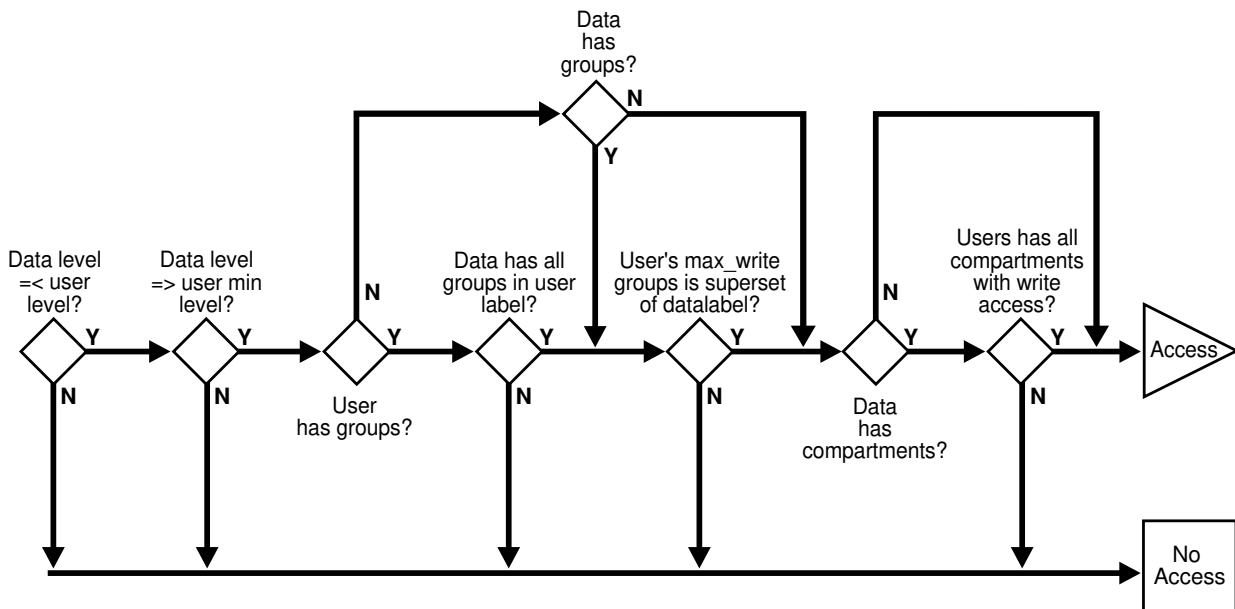 Data
has
groups?
N
Y
Data level
=< user
level?
Y
N
Data level
=> user min
level?
Y
N
N
Y
User
has groups?
Data has all
groups in user
label?
Y
N
User's max_write
groups is superset
of datalabel?
Y
N
N
Y
Data
has
compartments?
Users has all
compartments
with write
access?
Y
N
Access
No
Access